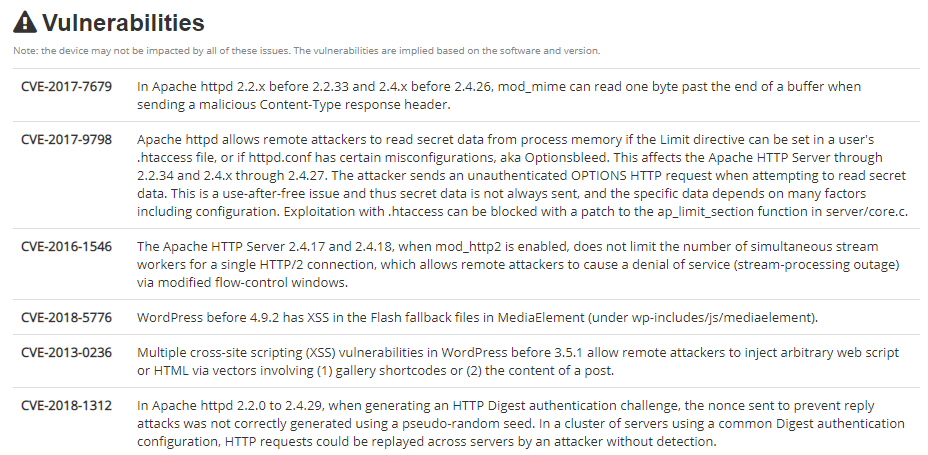 Vulnerabilities
Note: the device may not be impacted by all of these issues. The vulnerabilities are implied based on the software and version.
CVE-2017-7679 In Apache httpd 2.2.x before 2.2.33 and 2.4.x before 2.4.26, mod_mime can read one byte past the end of a buffer when
sending a malicious Content-Type response header.
CVE-2017-9798 Apache httpd allows remote attackers to read secret data from process memory if the Limit directive can be set in a user's
.htaccess file, or if httpd.conf has certain misconfigurations, aka Optionsbleed. This affects the Apache HTTP Server through
2.2.34 and 2.4.x through 2.4.27. The attacker sends an unauthenticated OPTIONS HTTP request when attempting to read secret
data. This is a use-after-free issue and thus secret data is not always sent, and the specific data depends on many factors
including configuration. Exploitation with .htaccess can be blocked with a patch to the ap_limit_section function in server/core.c.
CVE-2016-1546 The Apache HTTP Server 2.4.17 and 2.4.18, when mod_http2 is enabled, does not limit the number of simultaneous stream
workers for a single HTTP/2 connection, which allows remote attackers to cause a denial of service (stream-processing outage)
via modified flow-control windows.
CVE-2018-5776 WordPress before 4.9.2 has XSS in the Flash fallback files in MediaElement (under wp-includes/js/mediaelement).
CVE-2013-0236 Multiple cross-site scripting (XSS) vulnerabilities in WordPress before 3.5.1 allow remote attackers to inject arbitrary web script
or HTML via vectors involving (1) gallery shortcodes or (2) the content of a post.
CVE-2018-1312 In Apache httpd 2.2.0 to 2.4.29, when generating an HTTP Digest authentication challenge, the nonce sent to prevent reply
attacks was not correctly generated using a pseudo-random seed. In a cluster of servers using a common Digest authentication
configuration, HTTP requests could be replayed across servers by an attacker without detection.